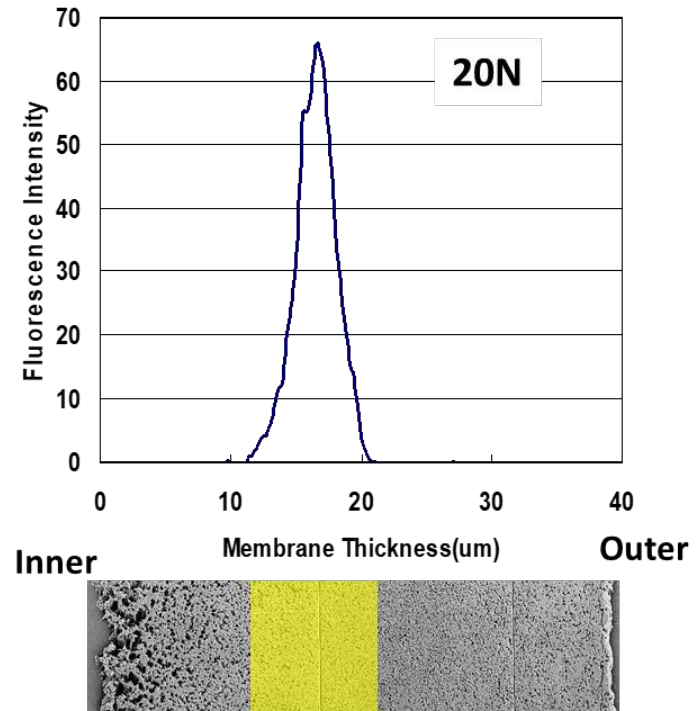 70
60
50
40
30
20
10
0
Fluorescence Intensity
20N
0 10 20 30 40
Membrane Thickness(um)
Inner
Outer